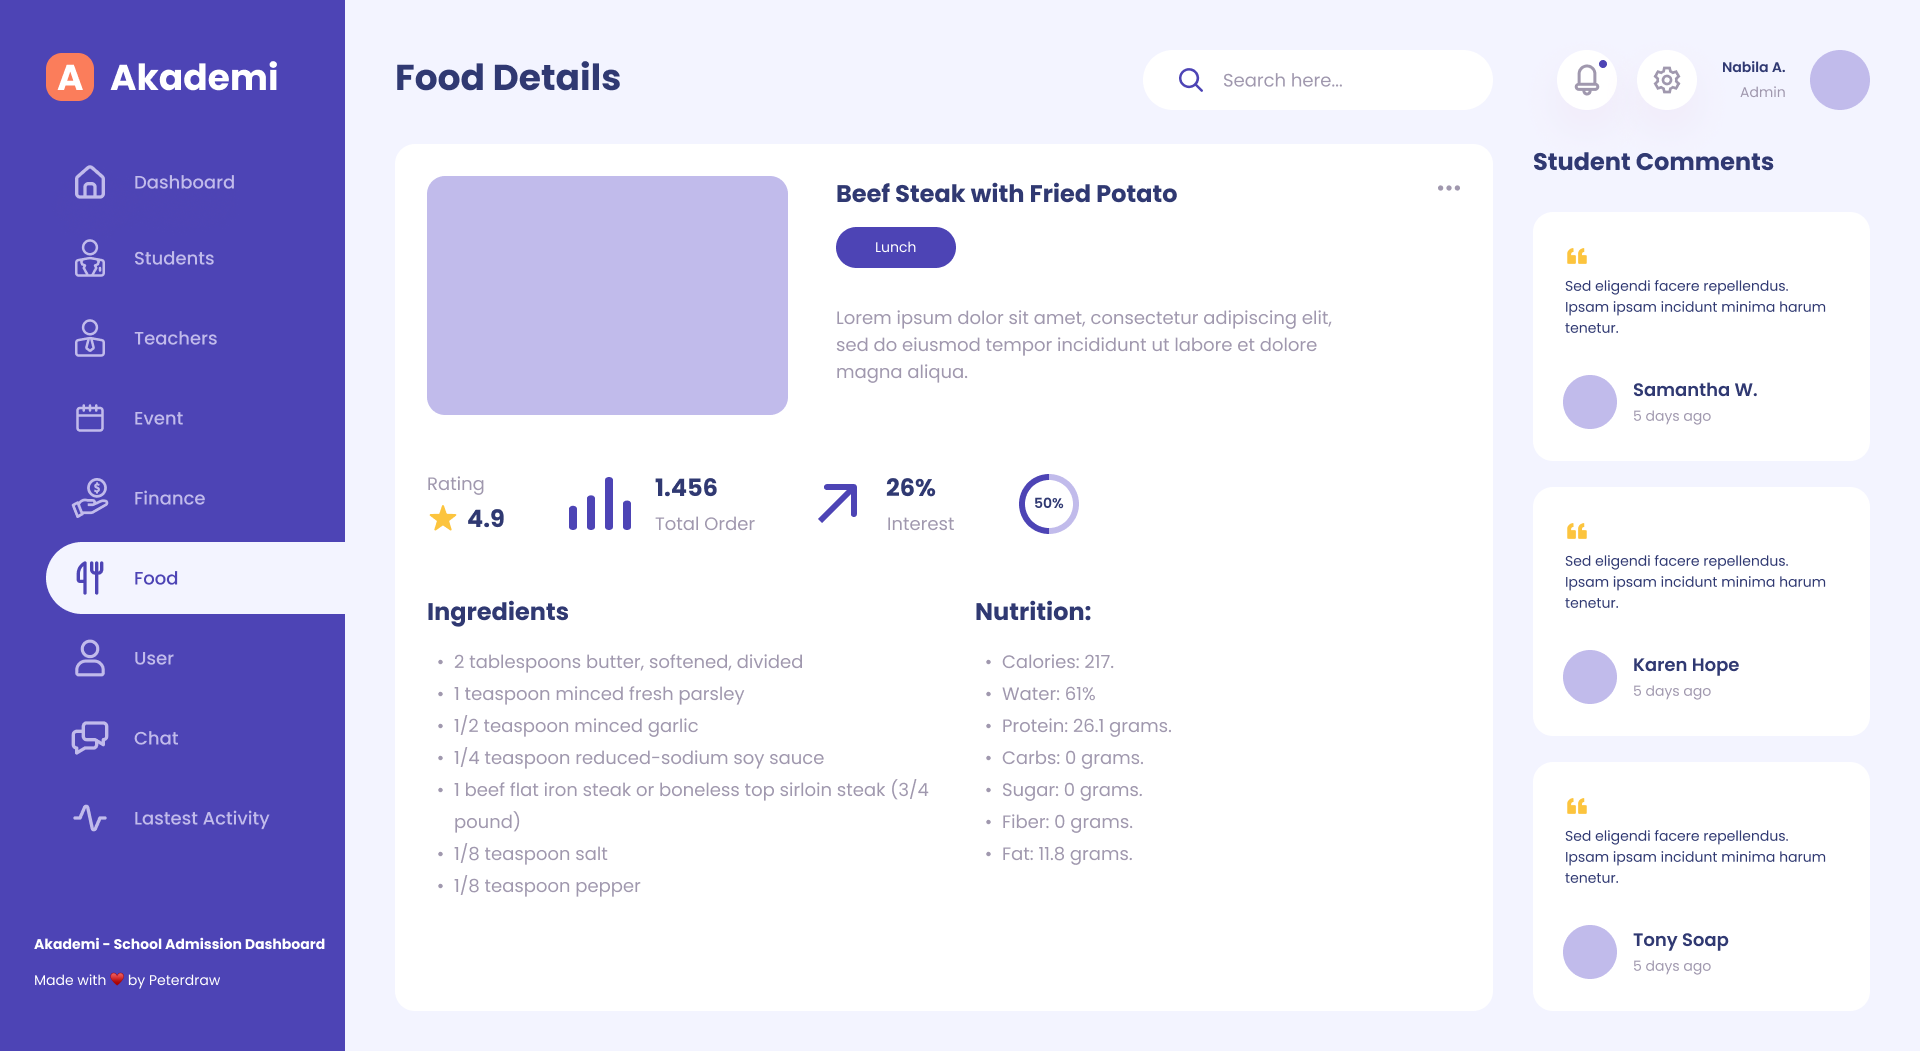 A Akademi
Dashboard
Students
Teachers
Event
Finance
Food
User
Chat
Lastest Activity
Akademi - School Admission Dashboard
Made with ❤️ by Peterdraw
Food Details
Search here...
Nabila A.
Admin
Beef Steak with Fried Potato
Lunch
Lorem ipsum dolor sit amet, consectetur adipiscing elit,
sed do eiusmod tempor incididunt ut labore et dolore
magna aliqua.
Rating
4.9
1.456
Total Order
26%
Interest
50%
Ingredients
• 2 tablespoons butter, softened, divided
• 1 teaspoon minced fresh parsley
• 1/2 teaspoon minced garlic
• 1/4 teaspoon reduced-sodium soy sauce
• 1 beef flat iron steak or boneless top sirloin steak (3/4
pound)
• 1/8 teaspoon salt
• 1/8 teaspoon pepper
Nutrition:
• Calories: 217.
• Water: 61%
• Protein: 26.1 grams.
• Carbs: 0 grams.
• Sugar: 0 grams.
• Fiber: 0 grams.
• Fat: 11.8 grams.
Student Comments
Sed eligendi facere repellendus.
Ipsam ipsam incidunt minima harum
tenetur.
Samantha W.
5 days ago
Sed eligendi facere repellendus.
Ipsam ipsam incidunt minima harum
tenetur.
Karen Hope
5 days ago
Sed eligendi facere repellendus.
Ipsam ipsam incidunt minima harum
tenetur.
Tony Soap
5 days ago